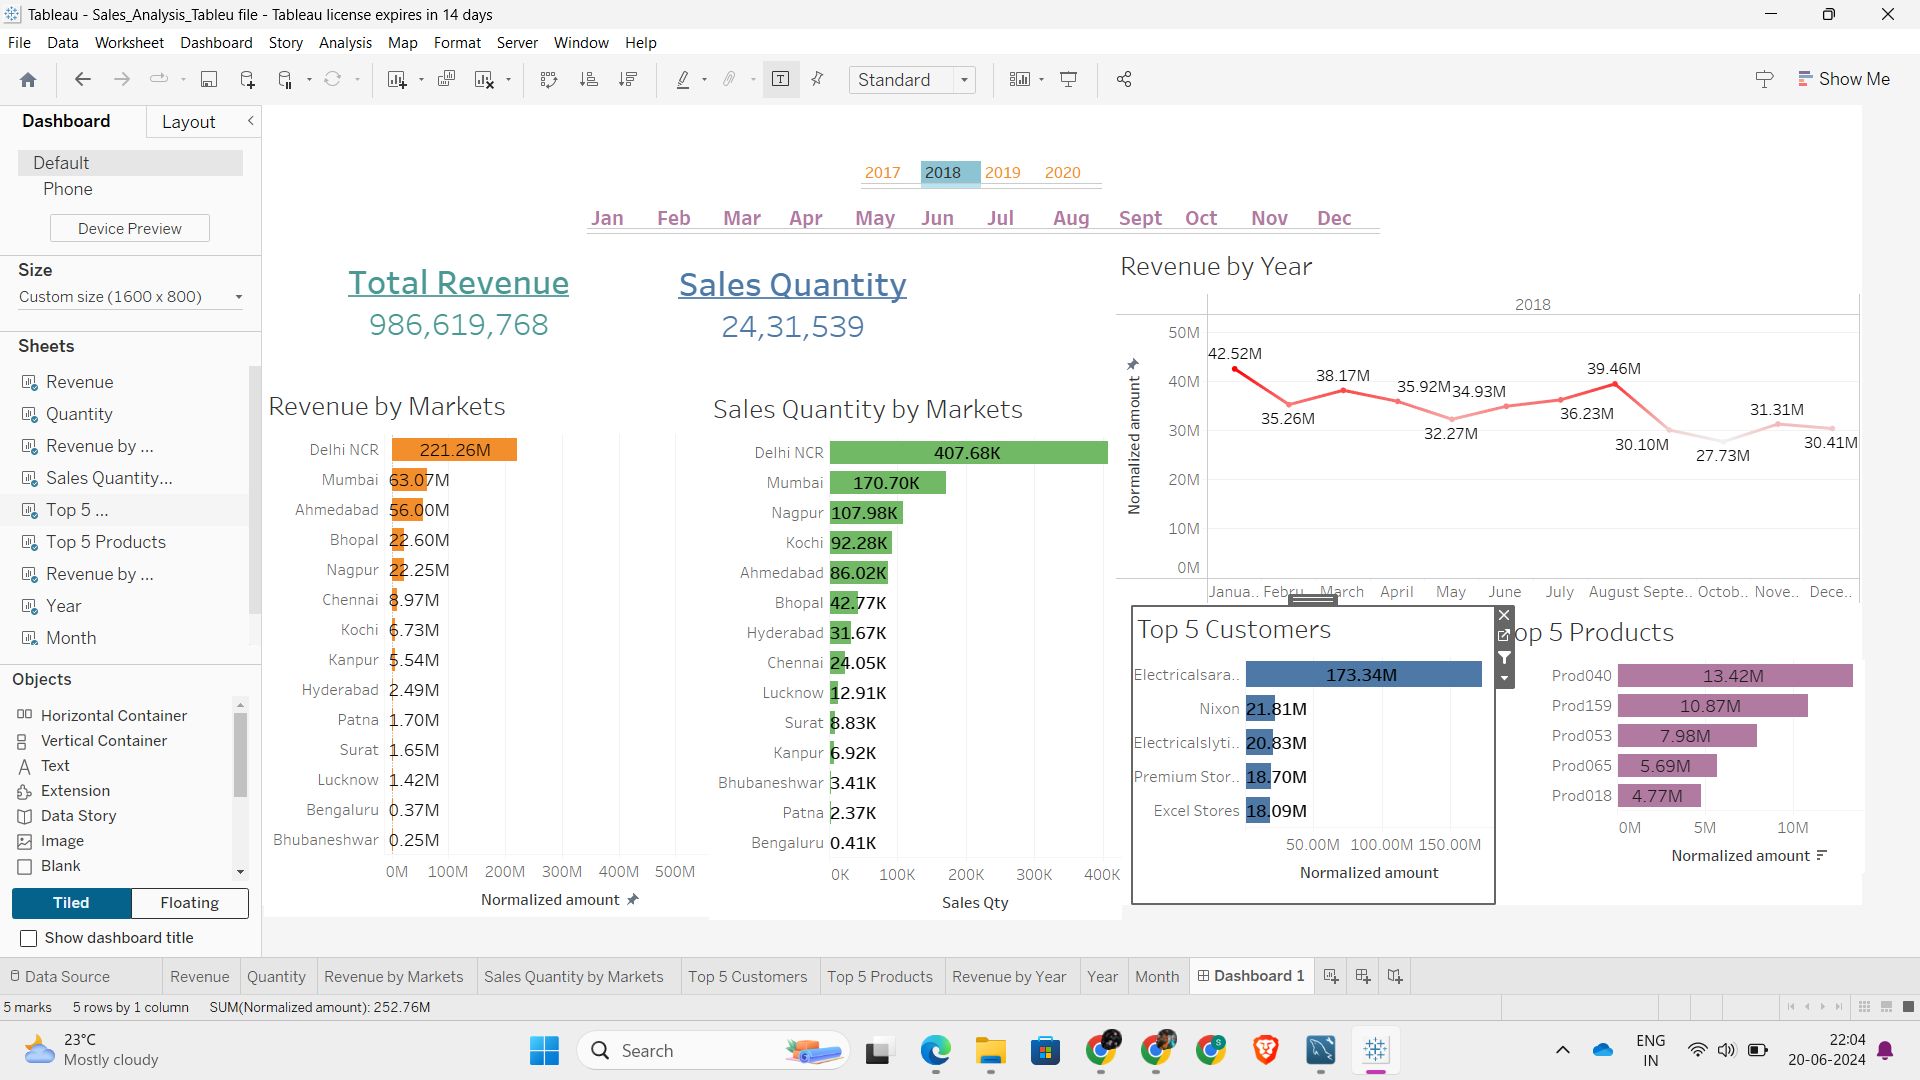 Tableau - Sales_Analysis_Tableu file - Tableau license expires in 14 days
File Data Worksheet Dashboard Story Analysis Map Format Server Window Help
Standard
Show Me
Dashboard Layout
Default
Phone
Device Preview
Size
Custom size (1600 x 800)
Sheets
Revenue
Quantity
Revenue by ...
Sales Quantity...
Top 5 ...
Top 5 Products
Revenue by ...
Year
Month
Objects
Horizontal Container
Vertical Container
Text
Extension
Data Story
Image
Blank
Tiled Floating
Show dashboard title
2017 2018 2019 2020
Jan Feb Mar Apr May Jun Jul Aug Sept Oct Nov Dec
Total Revenue
986,619,768
Sales Quantity
24,31,539
Revenue by Markets
Delhi NCR 221.26M
Mumbai 63.07M
Ahmedabad 56.00M
Bhopal 22.60M
Nagpur 22.25M
Chennai 8.97M
Kochi 6.73M
Kanpur 5.54M
Hyderabad 2.49M
Patna 1.70M
Surat 1.65M
Lucknow 1.42M
Bengaluru 0.37M
Bhubaneshwar 0.25M
0M 100M 200M 300M 400M 500M
Normalized amount
Sales Quantity by Markets
Delhi NCR 407.68K
Mumbai 170.70K
Nagpur 107.98K
Kochi 92.28K
Ahmedabad 86.02K
Bhopal 42.77K
Hyderabad 31.67K
Chennai 24.05K
Lucknow 12.91K
Surat 8.83K
Kanpur 6.92K
Bhubaneshwar 3.41K
Patna 2.37K
Bengaluru 0.41K
0K 100K 200K 300K 400K
Sales Qty
Revenue by Year
2018
Normalized amount
50M
40M
30M
20M
10M
0M
42.52M
35.26M
38.17M
35.92M
32.27M
34.93M
36.23M
39.46M
30.10M
27.73M
31.31M
30.41M
Janua.. Febru March April May June July August Septe.. Octob.. Nove.. Dece..
Top 5 Customers
Electricalsara.. 173.34M
Nixon 21.81M
Electricalslyti.. 20.83M
Premium Stor.. 18.70M
Excel Stores 18.09M
50.00M 100.00M 150.00M
Normalized amount
op 5 Products
Prod040 13.42M
Prod159 10.87M
Prod053 7.98M
Prod065 5.69M
Prod018 4.77M
0M 5M 10M
Normalized amount
Data Source Revenue Quantity Revenue by Markets Sales Quantity by Markets Top 5 Customers Top 5 Products Revenue by Year Year Month Dashboard 1
5 marks 5 rows by 1 column SUM(Normalized amount): 252.76M
23°C
Mostly cloudy
Search
ENG
IN
22:04
20-06-2024